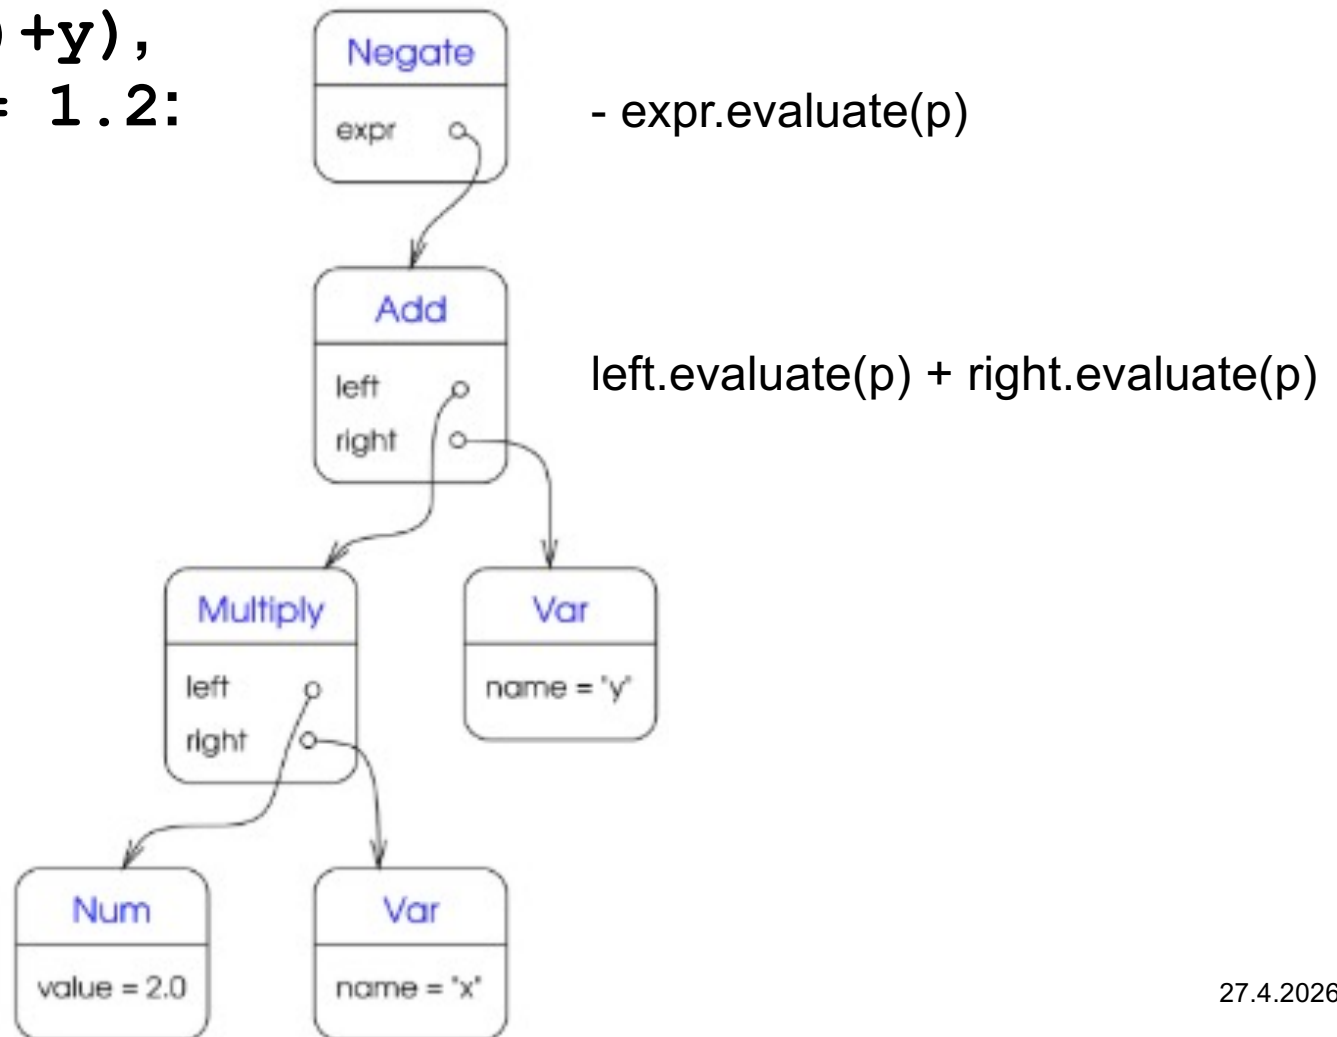 )+y),
= 1.2:
Negate
expr
- expr.evaluate(p)
Add
left
right
left.evaluate(p) + right.evaluate(p)
Multiply
left
right
Var
name = "y"
Num
value = 2.0
Var
name = "x"
27.4.2026